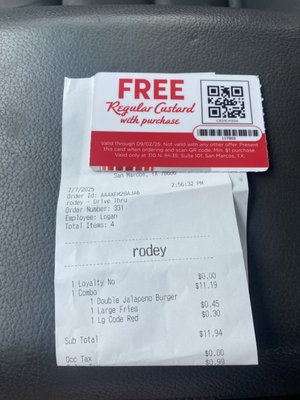 FREE
Regular Custard
with purchase
Valid through 09/02/25. Not valid with any other offer. Present
this card when ordering and scan QR code. Min. $1 purchase.
Valid only at 310 N. IH-35, Suite 101, San Marcos, TX.
San Marcos, TX 78666
7/7/2025 2:56:32 PM
rodey - Drive Thru
Order Number: 331
Employee: Logan
Total Items: 4
rodey
1 Loyalty No $0.00
1 Combo $11.19
1 Double Jalapeno Burger
1 Large Fries $0.45
1 Lg Code Red $0.30
Sub Total $11.94
Occ Tax $0.00
$0.99